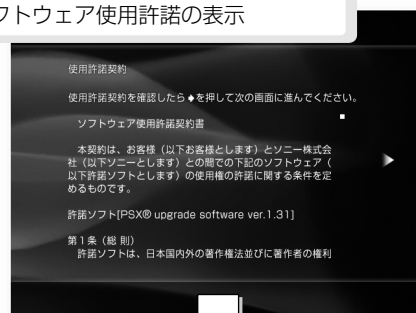 フトウェア使用許諾の表示
使用許諾契約
使用許諾契約を確認したら♦を押して次の画面に進んでください。
ソフトウェア使用許諾契約書
本契約は、お客様（以下お客様とします）とソニー株式会
社（以下ソニーとします）との間での下記のソフトウェア（
以下許諾ソフトとします）の使用権の許諾に関する条件を定
めるものです。
許諾ソフト[PSX® upgrade software ver.1.31]
第1条（総 則）
許諾ソフトは、日本国内外の著作権法並びに著作者の権利